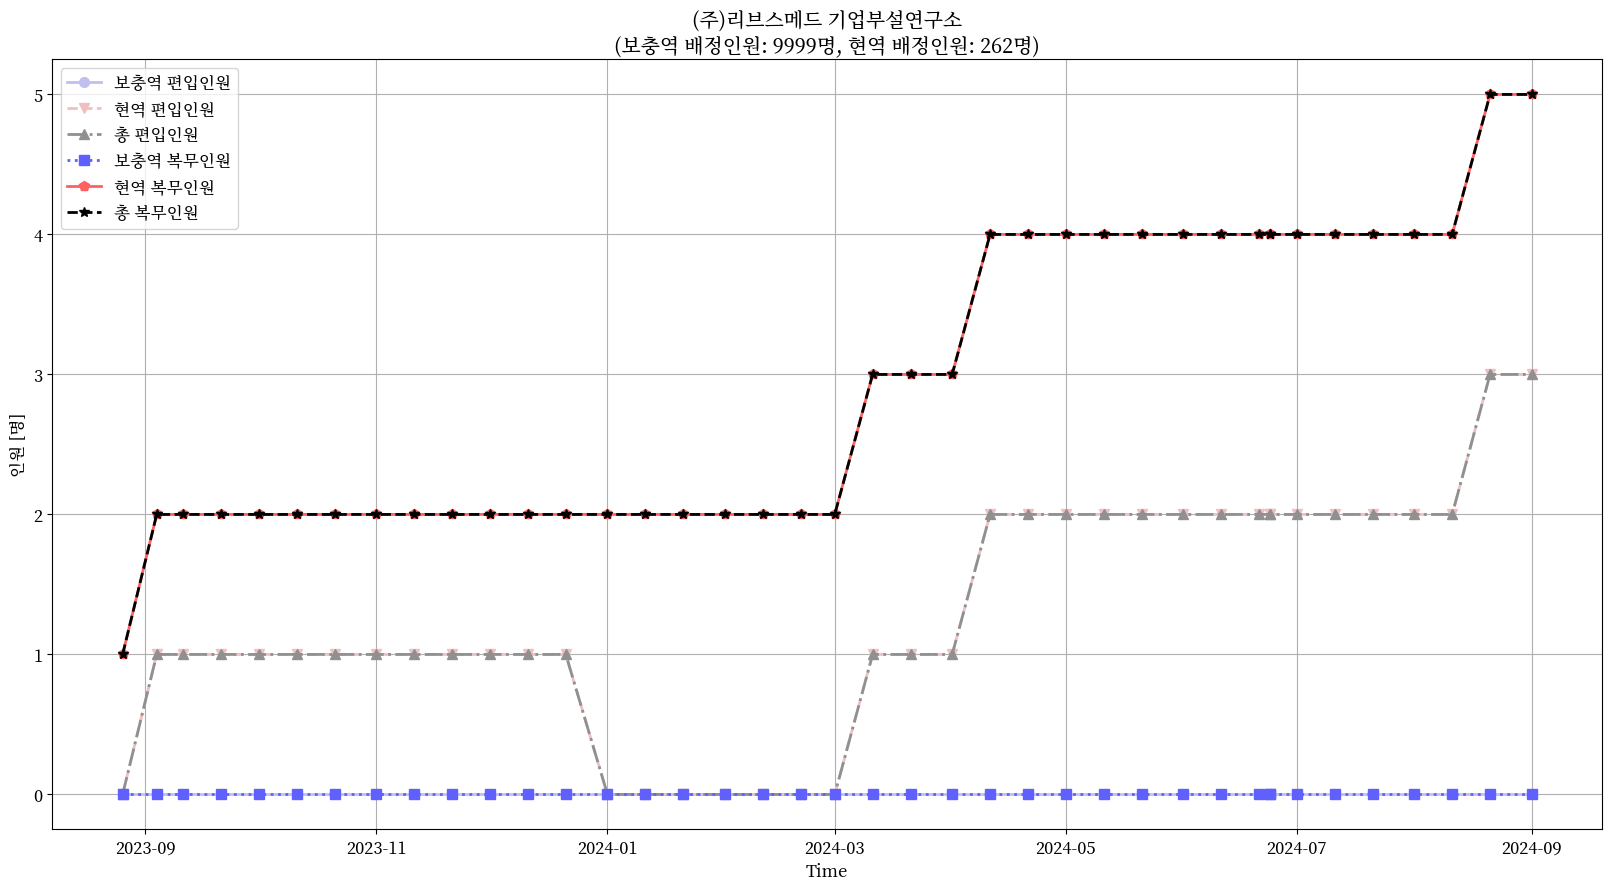 (주)리브스메드 기업부설연구소
(보충역 배정인원: 9999명, 현역 배정인원: 262명)
보충역 편입인원
현역 편입인원
총 편입인원
보충역 복무인원
현역 복무인원
총 복무인원
5
4
3
2
1
0
인원 [명]
2023-09
2023-11
2024-01
2024-03
2024-05
2024-07
2024-09
Time